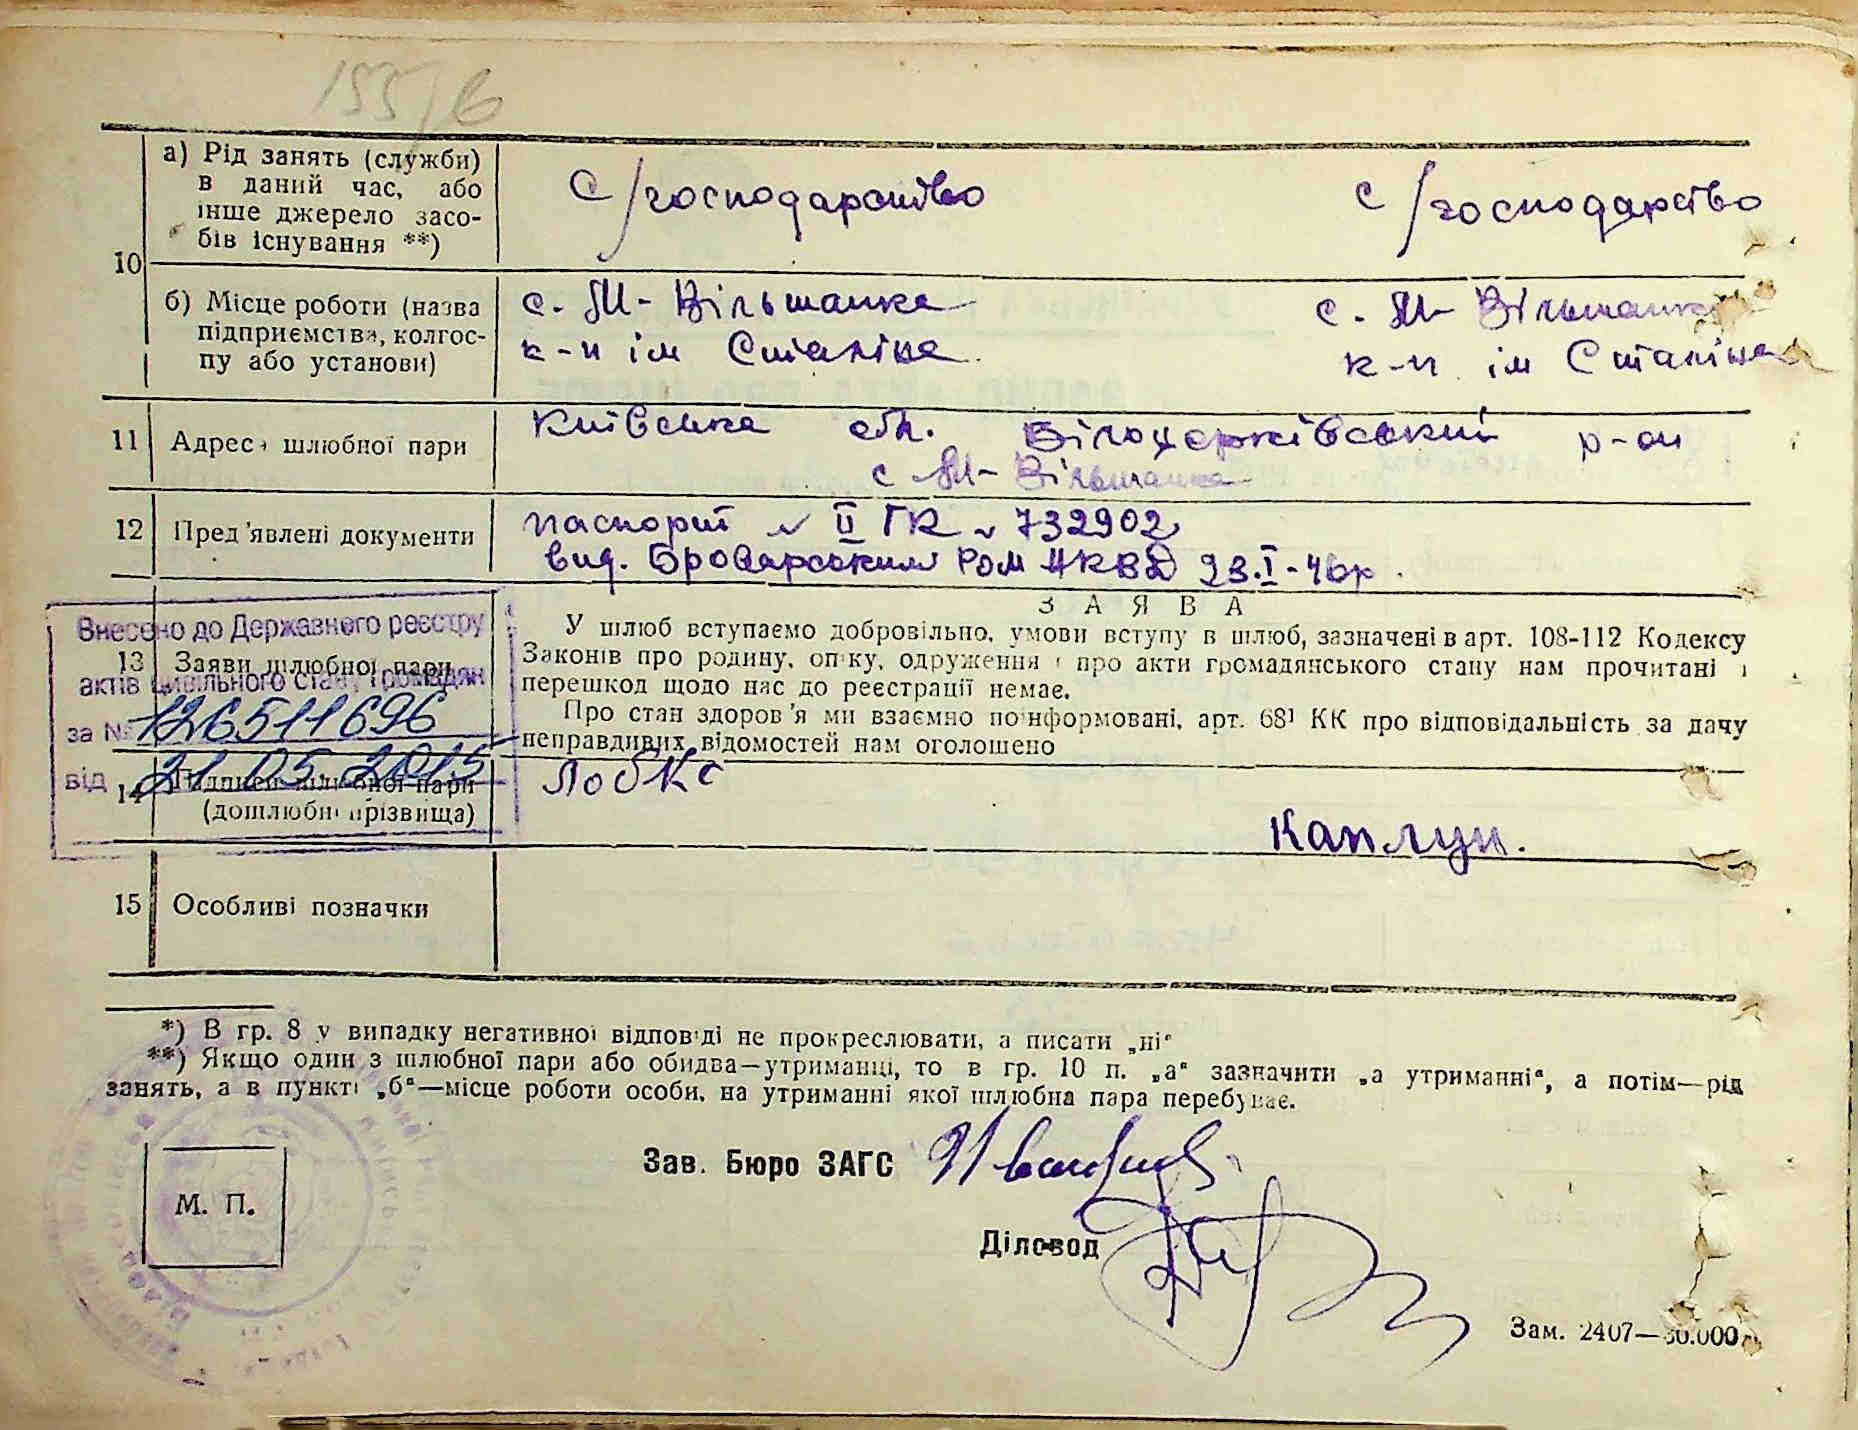 155/6
10
а) Рід занять (служби)
в даний час, або
інше джерело засо-
бів існування **)
С/господарство
С/господарство
б) Місце роботи (назва
підприємства, колгос-
пу або установи)
с. М-Вільшанка
к-п ім Сталіна
с. М-Вільшанка
к-п ім Сталіна
11 Адреса шлюбної пари
Київська обл. Білоцерківський р-он
с М-Вільшанка
12 Пред'явлені документи
паспорт № II ГК № 732902
вид. Броварським РОМ НКВД 23.I-46р.
Внесено до Державного реєстру
актів цивільного стану громадян
за № 126511696
від 21.05.2015
13 Заяви шлюбної пари
ЗАЯВА
У шлюб вступаємо добровільно, умови вступу в шлюб, зазначені в арт. 108-112 Кодексу
Законів про родину, опіку, одруження і про акти громадянського стану нам прочитані і
перешкод щодо нас до реєстрації немає.
Про стан здоров'я ми взаємно поінформовані, арт. 68¹ КК про відповідальність за дачу
неправдивих відомостей нам оголошено
14 Підписи шлюбної пари
(дошлюбні прізвища)
Лобко
Каплун.
15 Особливі позначки
*) В гр. 8 у випадку негативної відповіді не прокреслювати, а писати „ні“
**) Якщо один з шлюбної пари або обидва—утриманці, то в гр. 10 п. „а“ зазначити „а утриманні“, а потім—рід
занять, а в пункті „б“—місце роботи особи, на утриманні якої шлюбна пара перебуває.
Зав. Бюро ЗАГС
М. П.
Діловод
Зам. 2407—30.000